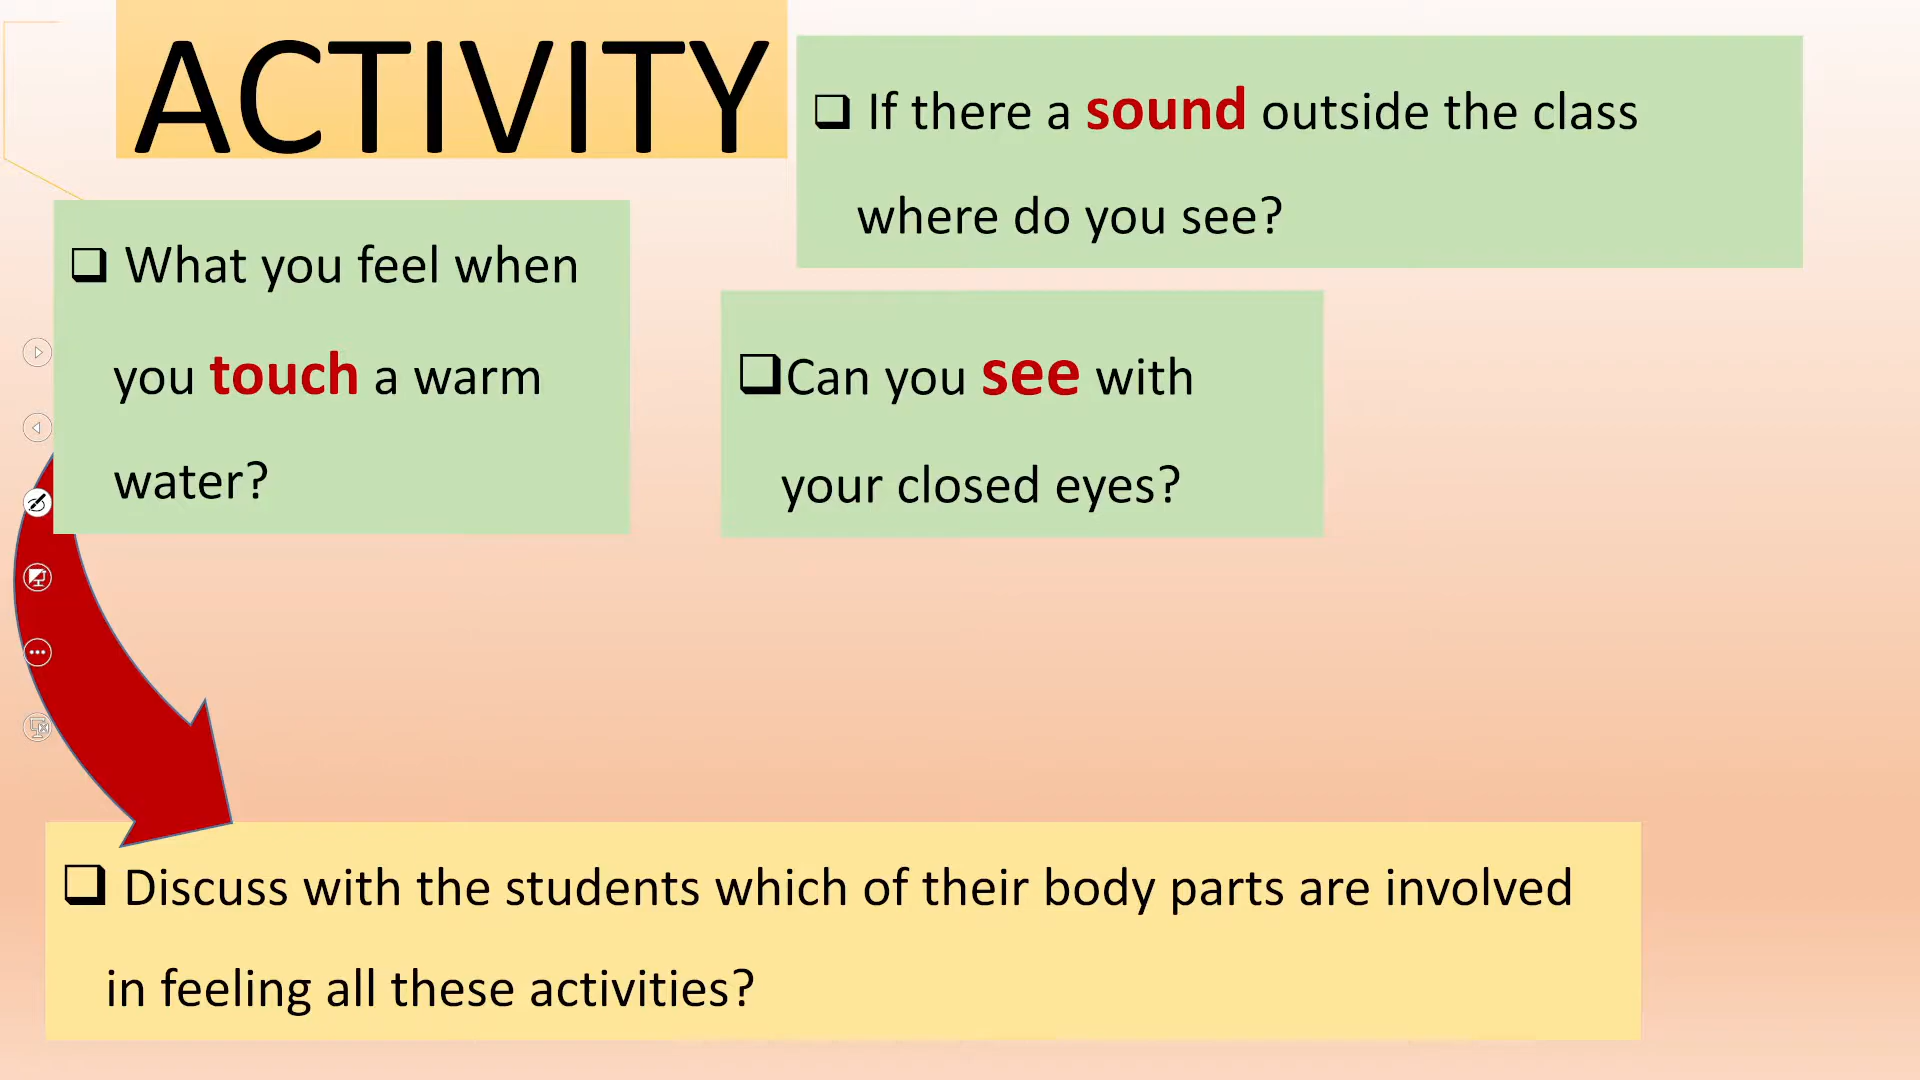 ACTIVITY
If there a sound outside the class
where do you see?
What you feel when
you touch a warm
water?
Can you see with
your closed eyes?
Discuss with the students which of their body parts are involved
in feeling all these activities?